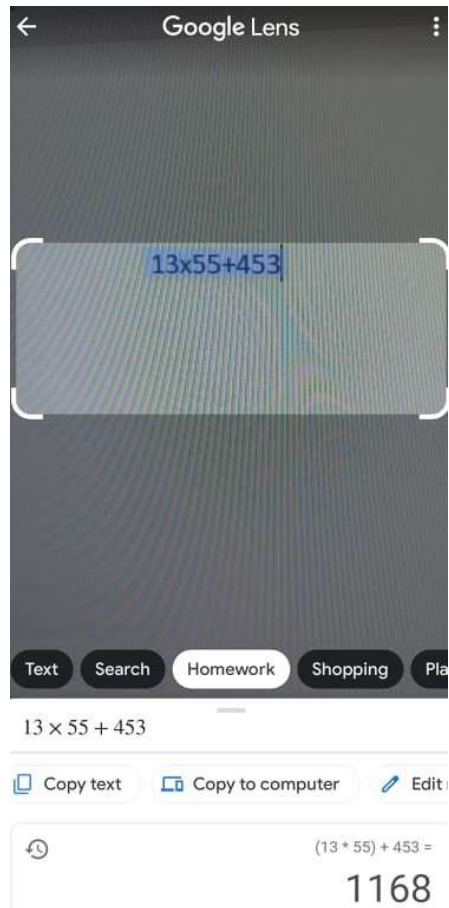 Google Lens
13x55+453
Text Search Homework Shopping Pla
13 × 55 + 453
Copy text Copy to computer Edit
(13 * 55) + 453 =
1168